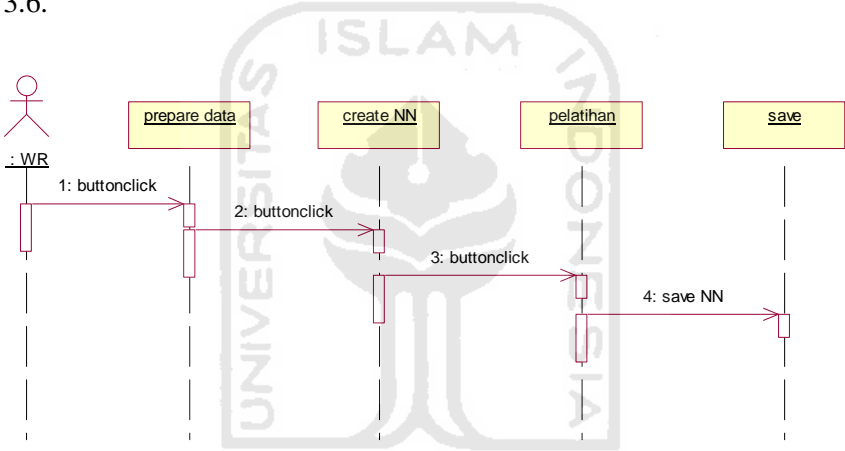 3.6.
ISLAM
UNIVERSITAS
INDONESIA
prepare data
create NN
pelatihan
save
: WR
1: buttonclick
2: buttonclick
3: buttonclick
4: save NN